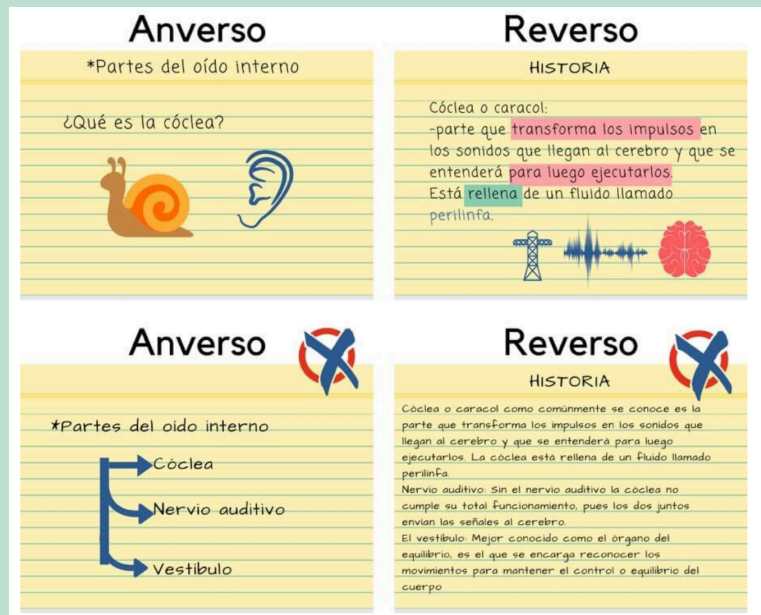 Anverso
*Partes del oído interno
¿Qué es la cóclea?
Reverso
HISTORIA
Cóclea o caracol:
-parte que transforma los impulsos en
los sonidos que llegan al cerebro y que se
entenderá para luego ejecutarlos.
Está rellena de un fluido llamado
perilinfa.
Anverso
*Partes del oido interno
Cóclea
Nervio auditivo
Vestíbulo
Reverso
HISTORIA
Cóclea o caracol como comúnmente se conoce es la
parte que transforma los impulsos en los sonidos que
llegan al cerebro y que se entenderá para luego
ejecutarlos. La cóclea está rellena de un fluido llamado
perilinfa.
Nervio auditivo: Sin el nervio auditivo la cóclea no
cumple su total funcionamiento, pues los dos juntos
envían las señales al cerebro.
El vestíbulo: Mejor conocido como el órgano del
equilibrio, es el que se encarga reconocer los
movimientos para mantener el control o equilibrio del
cuerpo